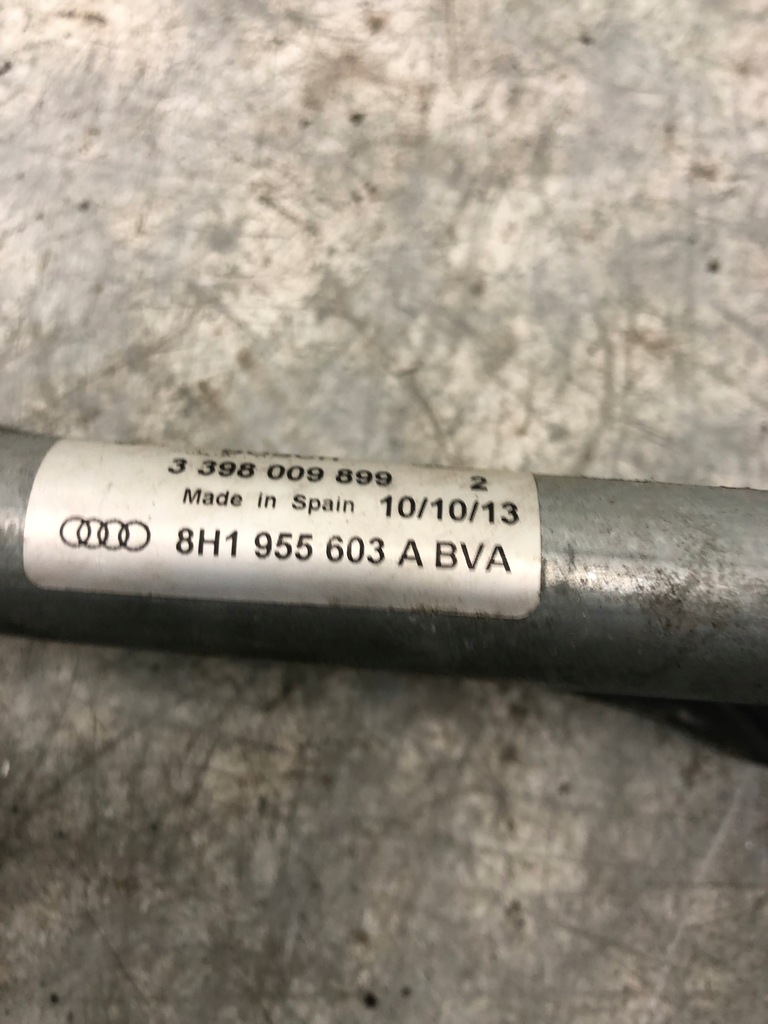 3 398 009 899 2
Made in Spain 10/10/13
8H1 955 603 A BVA